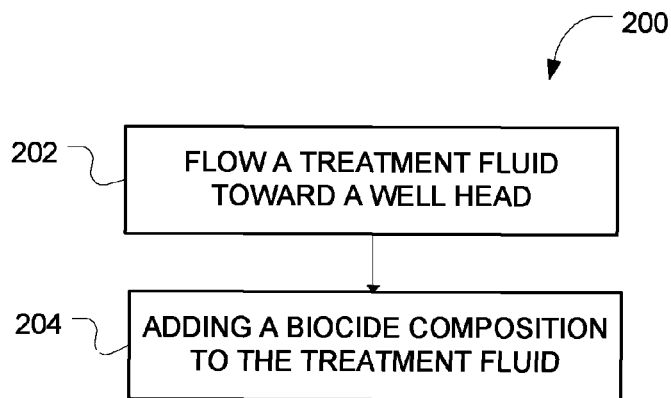 200
202
FLOW A TREATMENT FLUID
TOWARD A WELL HEAD
204
ADDING A BIOCIDE COMPOSITION
TO THE TREATMENT FLUID